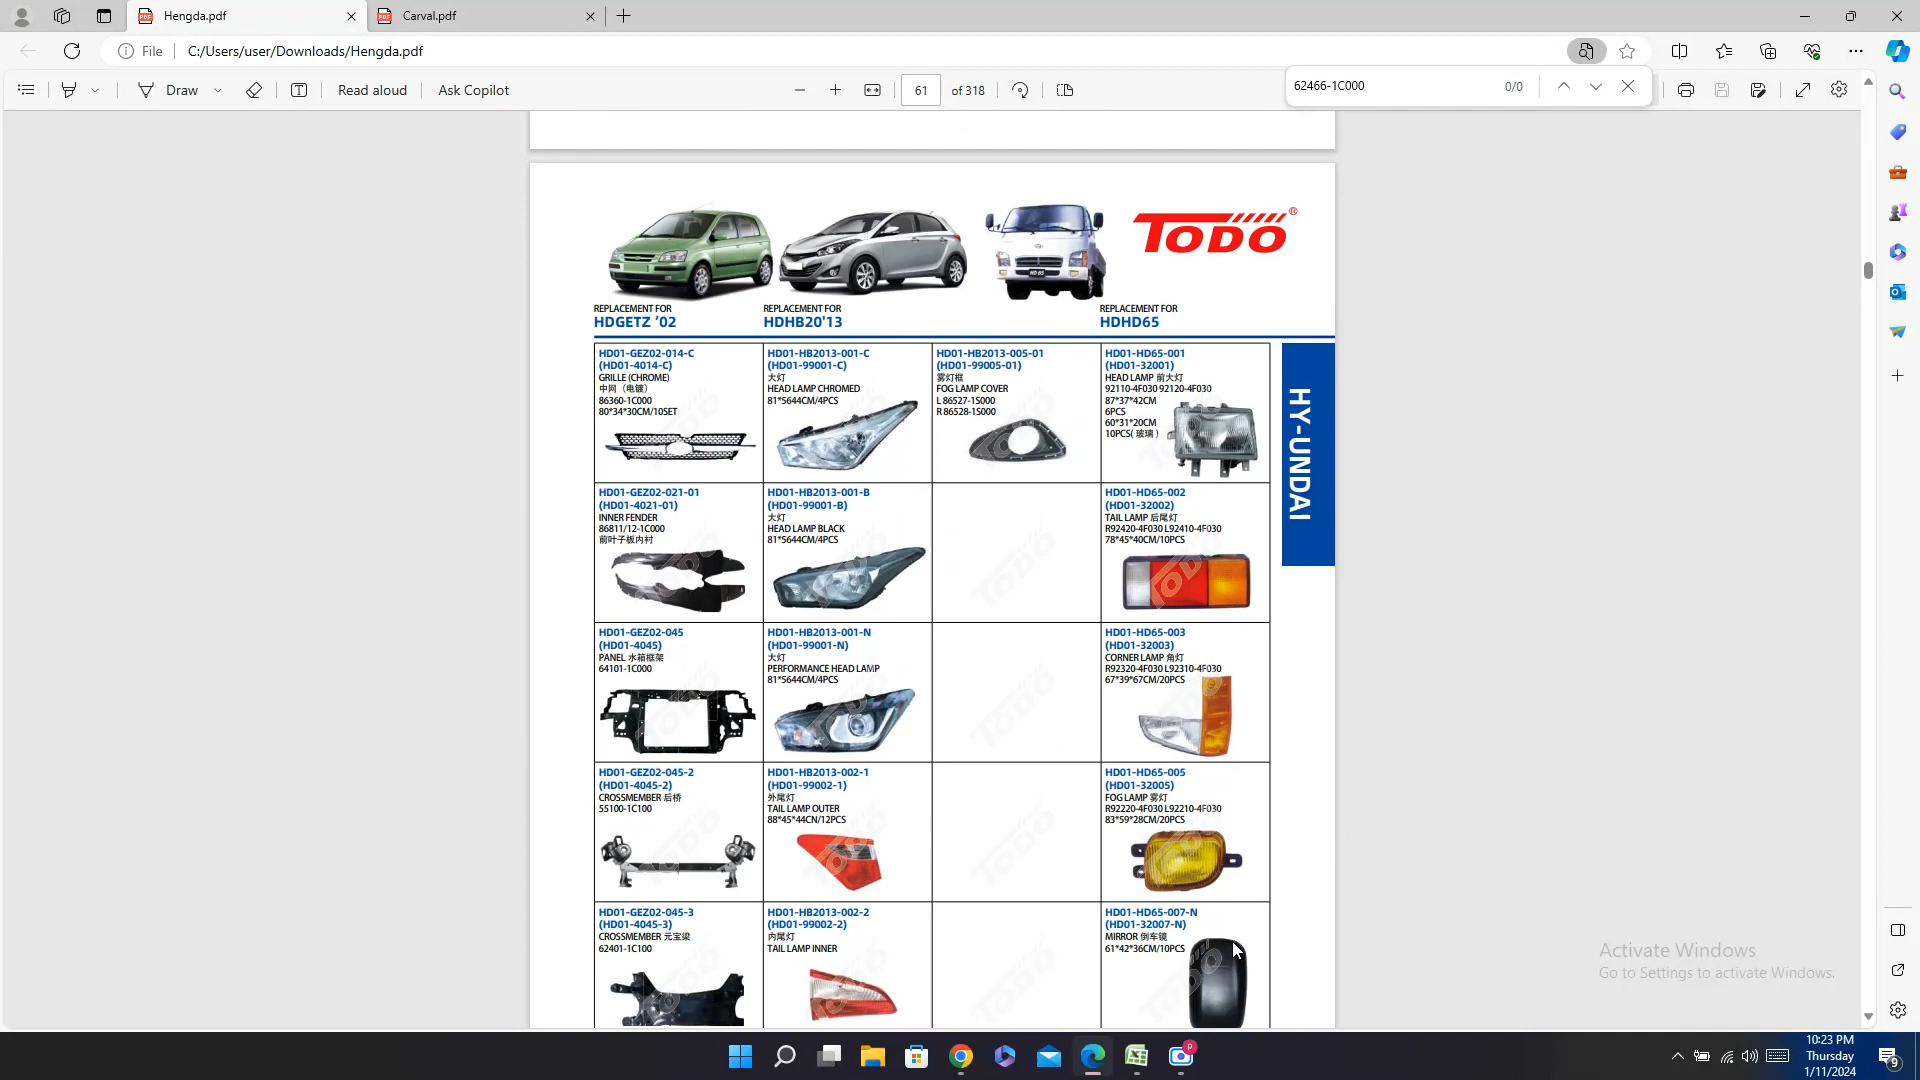 Hengda.pdf
Carval.pdf
File
C:/Users/user/Downloads/Hengda.pdf
Draw
Read aloud
Ask Copilot
61
of 318
62466-1C000
0/0
TODO®
HD 65
REPLACEMENT FOR
HDGETZ '02
REPLACEMENT FOR
HDHB20'13
REPLACEMENT FOR
HDHD65
HY-UNDAI
HD01-GEZ02-014-C
(HD01-4014-C)
GRILLE (CHROME)
中网（电镀）
86360-1C000
80*34*30CM/10SET
HD01-HB2013-001-C
(HD01-99001-C)
大灯
HEAD LAMP CHROMED
81*5644CM/4PCS
HD01-HB2013-005-01
(HD01-99005-01)
雾灯框
FOG LAMP COVER
L 86527-1S000
R 86528-1S000
HD01-HD65-001
(HD01-32001)
HEAD LAMP 前大灯
92110-4F030 92120-4F030
87*37*42CM
6PCS
60*31*20CM
10PCS( 玻璃 )
HD01-GEZ02-021-01
(HD01-4021-01)
INNER FENDER
86811/12-1C000
前叶子板内衬
HD01-HB2013-001-B
(HD01-99001-B)
大灯
HEAD LAMP BLACK
81*5644CM/4PCS
HD01-HD65-002
(HD01-32002)
TAIL LAMP 后尾灯
R92420-4F030 L92410-4F030
78*45*40CM/10PCS
HD01-GEZ02-045
(HD01-4045)
PANEL 水箱框架
64101-1C000
HD01-HB2013-001-N
(HD01-99001-N)
大灯
PERFORMANCE HEAD LAMP
81*5644CM/4PCS
HD01-HD65-003
(HD01-32003)
CORNER LAMP 角灯
R92320-4F030 L92310-4F030
67*39*67CM/20PCS
HD01-GEZ02-045-2
(HD01-4045-2)
CROSSMEMBER 后桥
55100-1C100
HD01-HB2013-002-1
(HD01-99002-1)
外尾灯
TAIL LAMP OUTER
88*45*44CN/12PCS
HD01-HD65-005
(HD01-32005)
FOG LAMP 雾灯
R92220-4F030 L92210-4F030
83*59*28CM/20PCS
HD01-GEZ02-045-3
(HD01-4045-3)
CROSSMEMBER 元宝梁
62401-1C100
HD01-HB2013-002-2
(HD01-99002-2)
内尾灯
TAIL LAMP INNER
HD01-HD65-007-N
(HD01-32007-N)
MIRROR 倒车镜
61*42*36CM/10PCS
Activate Windows
Go to Settings to activate Windows.
10:23 PM
Thursday
1/11/2024
9